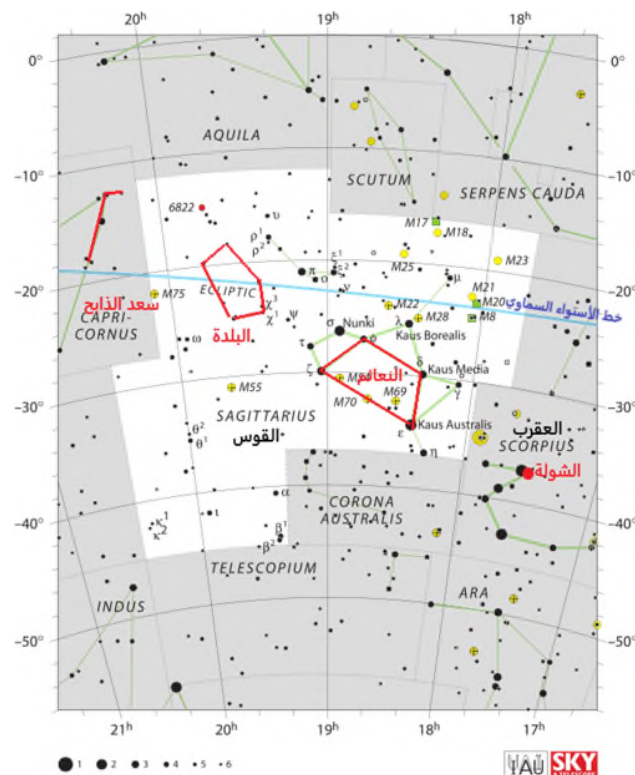 20ʰ 19ʰ 18ʰ
0° 0°
AQUILA
SCUTUM
-10° -10°
SERPENS CAUDA
6822
υ
M17
M18
ρ¹
ρ²
M25
M23
ξ¹
ξ²
π
ο
μ
-20° -20°
سعد الذابح
M75
ECLIPTIC
ν
M21
M20
خط الأستواء السماوي
M22
M28
M8
CAPRI-
CORNUS
χ³
χ¹
ψ
البلدة
σ
Nunki
λ
Kaus Borealis
ω
τ
φ
ζ
M54
النعائم
δ
Kaus Media
γ
-30° -30°
M55
M70
M69
SAGITTARIUS
القوس
Kaus Australis
ε
η
العقرب
SCORPIUS
الشولة
θ²
θ¹
α
CORONA
AUSTRALIS
-40° -40°
κ¹
κ²
ι
β¹
β²
TELESCOPIUM
INDUS
ARA
-50° -50°
21ʰ 20ʰ 19ʰ 18ʰ 17ʰ
1 2 3 4 5 6
IAU SKY